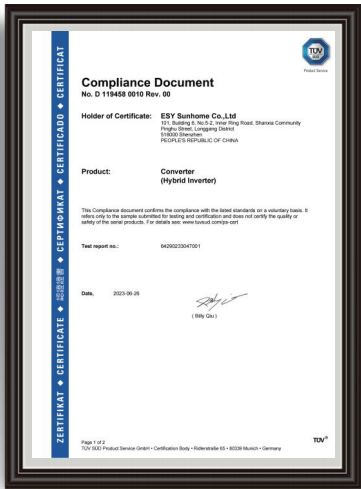 TÜV
SÜD
Product Service
Compliance Document
No. D 119458 0010 Rev. 00
Holder of Certificate: ESY Sunhome Co.,Ltd
101, Building 6, No.5-2, Inner Ring Road, Shanxia Community
Pinghu Street, Longgang District
518000 Shenzhen
PEOPLE'S REPUBLIC OF CHINA
Product: Converter
(Hybrid Inverter)
This Compliance document confirms the compliance with the listed standards on a voluntary basis. It
refers only to the sample submitted for testing and certification and does not certify the quality or
safety of the serial products. For details see: www.tuvsud.com/ps-cert
Test report no.: 64290233047001
Date, 2023-06-26
( Billy Qiu )
Page 1 of 2
TÜV SÜD Product Service GmbH • Certification Body • Ridlerstraße 65 • 80339 Munich • Germany
TÜV®
ZERTIFIKAT ◆ CERTIFICATE ◆ 認證證書 ◆ СЕРТИФИКАТ ◆ CERTIFICADO ◆ CERTIFICAT